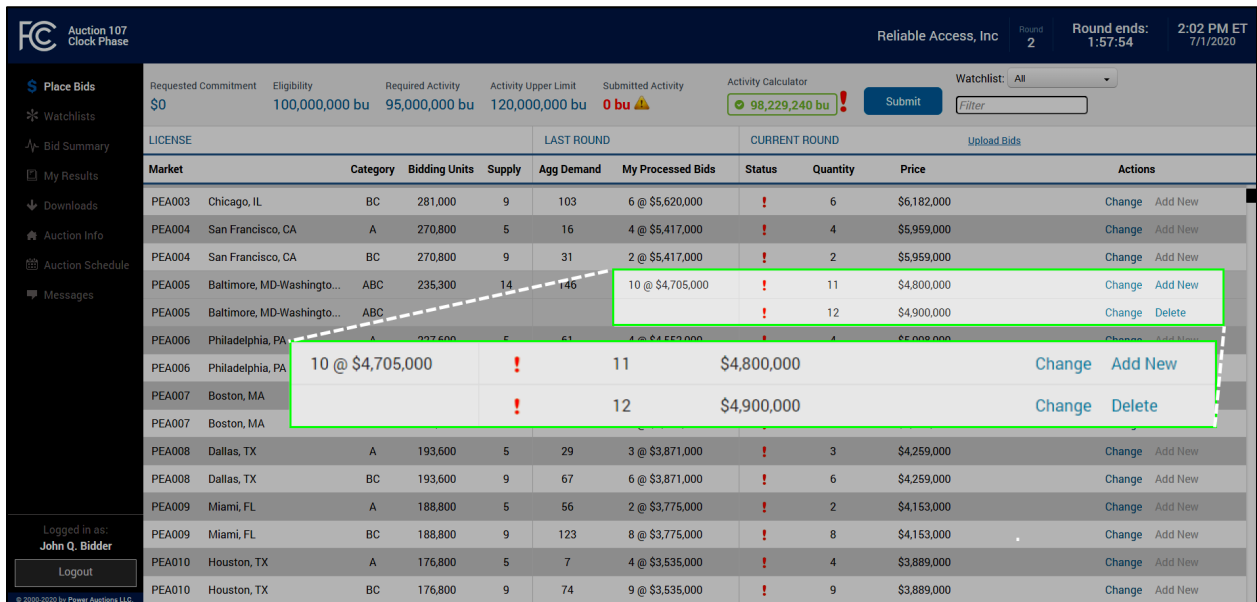 FCC Auction 107
Clock Phase
Reliable Access, Inc
Round
2
Round ends:
1:57:54
2:02 PM ET
7/1/2020
$ Place Bids
Watchlists
Bid Summary
My Results
Downloads
Auction Info
Auction Schedule
Messages
Logged in as:
John Q. Bidder
Logout
© 2000-2020 by Power Auctions LLC.
Requested Commitment Eligibility Required Activity Activity Upper Limit Submitted Activity Activity Calculator
$0 100,000,000 bu 95,000,000 bu 120,000,000 bu 0 bu 98,229,240 bu ! Submit
Watchlist: All
Filter
LICENSE LAST ROUND CURRENT ROUND Upload Bids
Market Category Bidding Units Supply Agg Demand My Processed Bids Status Quantity Price Actions
PEA003 Chicago, IL BC 281,000 9 103 6 @ $5,620,000 ! 6 $6,182,000 Change Add New
PEA004 San Francisco, CA A 270,800 5 16 4 @ $5,417,000 ! 4 $5,959,000 Change Add New
PEA004 San Francisco, CA BC 270,800 9 31 2 @ $5,417,000 ! 2 $5,959,000 Change Add New
PEA005 Baltimore, MD-Washingto... ABC 235,300 14 146 10 @ $4,705,000 ! 11 $4,800,000 Change Add New
PEA005 Baltimore, MD-Washingto... ABC ! 12 $4,900,000 Change Delete
PEA006 Philadelphia, PA
10 @ $4,705,000 ! 11 $4,800,000 Change Add New
! 12 $4,900,000 Change Delete
PEA006 Philadelphia, PA
PEA007 Boston, MA
PEA007 Boston, MA
PEA008 Dallas, TX A 193,600 5 29 3 @ $3,871,000 ! 3 $4,259,000 Change Add New
PEA008 Dallas, TX BC 193,600 9 67 6 @ $3,871,000 ! 6 $4,259,000 Change Add New
PEA009 Miami, FL A 188,800 5 56 2 @ $3,775,000 ! 2 $4,153,000 Change Add New
PEA009 Miami, FL BC 188,800 9 123 8 @ $3,775,000 ! 8 $4,153,000 Change Add New
PEA010 Houston, TX A 176,800 5 7 4 @ $3,535,000 ! 4 $3,889,000 Change Add New
PEA010 Houston, TX BC 176,800 9 74 9 @ $3,535,000 ! 9 $3,889,000 Change Add New